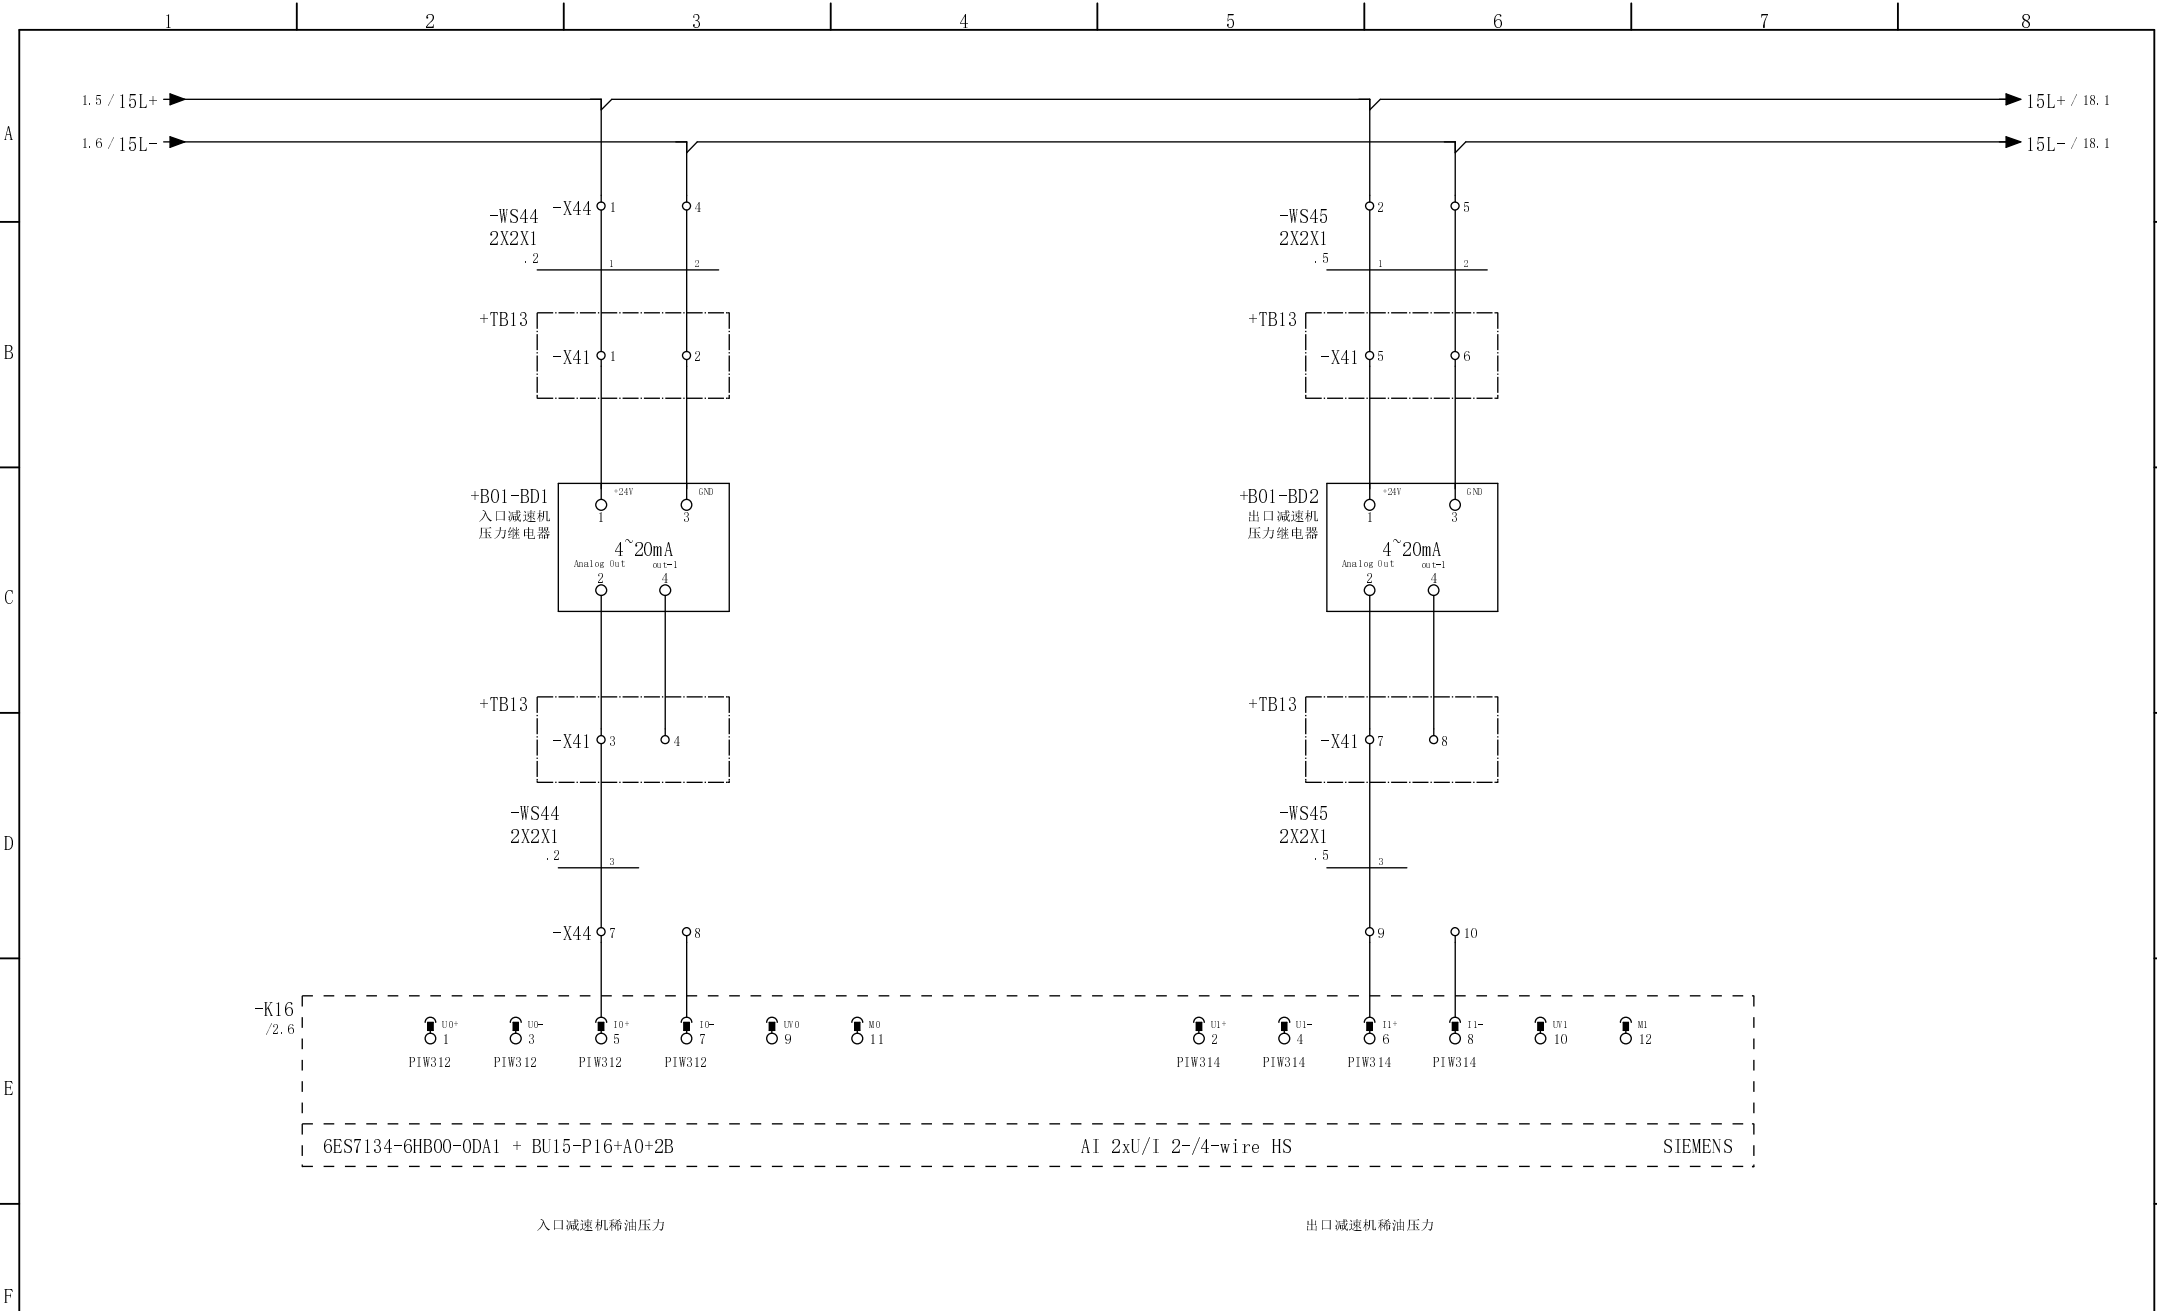 1 2 3 4 5 6 7 8
A
1.5 / 15L+
15L+ / 18.1
1.6 / 15L-
15L- / 18.1
-X44 1 4
2 5
-WS44
2X2X1
.2
1 2
-WS45
2X2X1
.5
1 2
B
+TB13
-X41 1 2
+TB13
-X41 5 6
+B01-BD1
入口减速机
压力继电器
+24V GND
1 3
4~20mA
Analog Out out-1
2 4
+B01-BD2
出口减速机
压力继电器
+24V GND
1 3
4~20mA
Analog Out out-1
2 4
C
+TB13
-X41 3 4
+TB13
-X41 7 8
-WS44
2X2X1
.2
3
-WS45
2X2X1
.5
3
D
-X44 7 8
9 10
-K16
/2.6
U0+ U0- I0+ I0- UV0 M0 U1+ U1- I1+ I1- UV1 M1
1 3 5 7 9 11 2 4 6 8 10 12
PIW312 PIW312 PIW312 PIW312 PIW314 PIW314 PIW314 PIW314
E
6ES7134-6HB00-0DA1 + BU15-P16+A0+2B
AI 2xU/I 2-/4-wire HS
SIEMENS
入口减速机稀油压力
出口减速机稀油压力
F